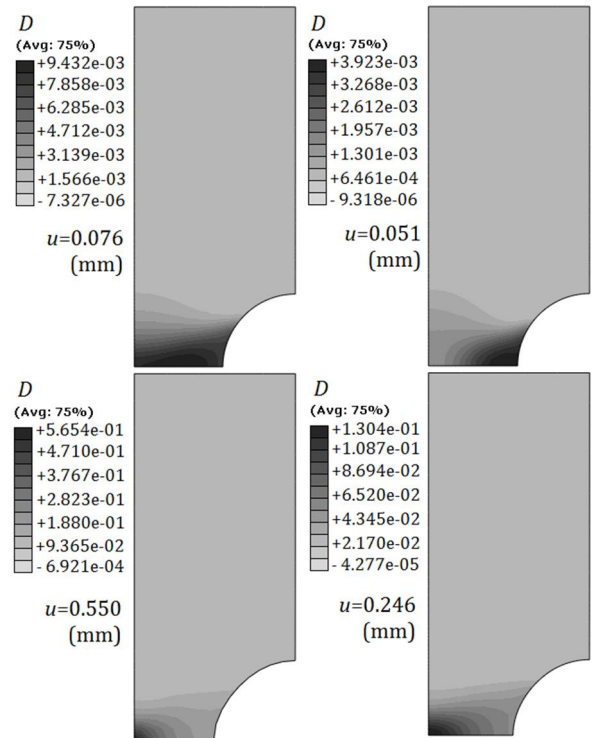 D
(Avg: 75%)
+9.432e-03
+7.858e-03
+6.285e-03
+4.712e-03
+3.139e-03
+1.566e-03
- 7.327e-06
u=0.076
(mm)
D
(Avg: 75%)
+3.923e-03
+3.268e-03
+2.612e-03
+1.957e-03
+1.301e-03
+6.461e-04
- 9.318e-06
u=0.051
(mm)
D
(Avg: 75%)
+5.654e-01
+4.710e-01
+3.767e-01
+2.823e-01
+1.880e-01
+9.365e-02
- 6.921e-04
u=0.550
(mm)
D
(Avg: 75%)
+1.304e-01
+1.087e-01
+8.694e-02
+6.520e-02
+4.345e-02
+2.170e-02
- 4.277e-05
u=0.246
(mm)